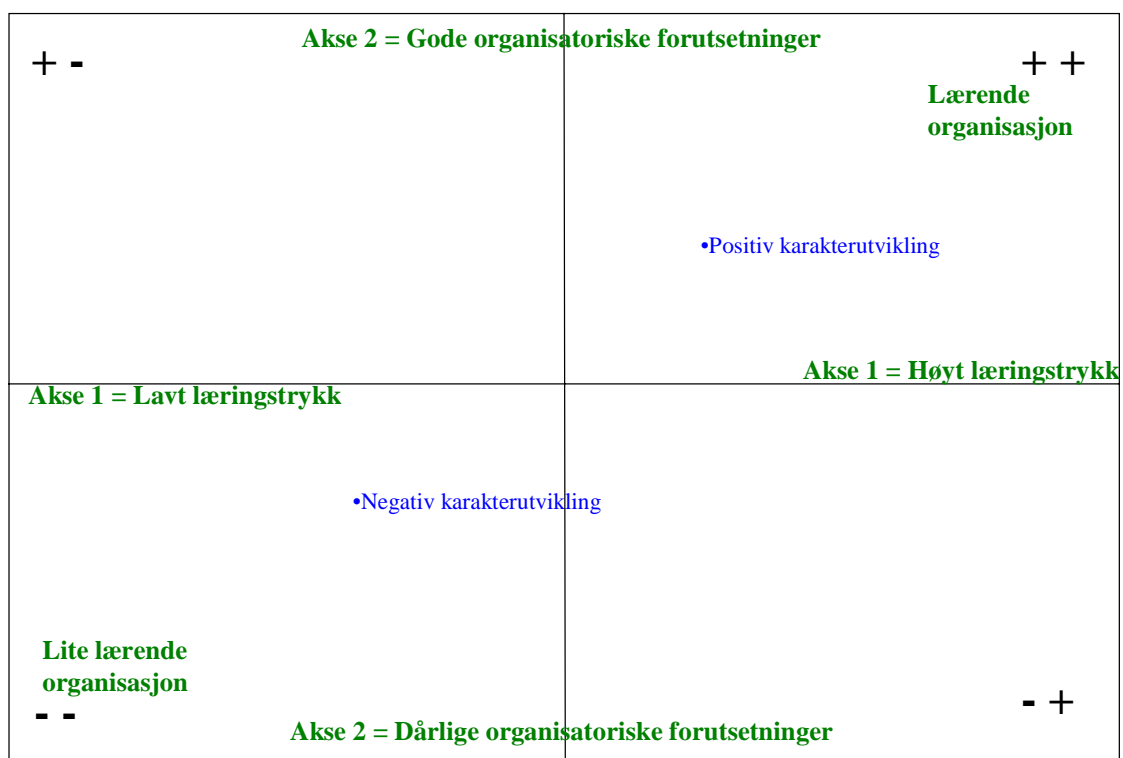 Akse 2 = Gode organisatoriske forutsetninger
+ -
+ +
Lærende
organisasjon
•Positiv karakterutvikling
Akse 1 = Høyt læringstrykk
Akse 1 = Lavt læringstrykk
•Negativ karakterutvikling
Lite lærende
organisasjon
- -
- +
Akse 2 = Dårlige organisatoriske forutsetninger